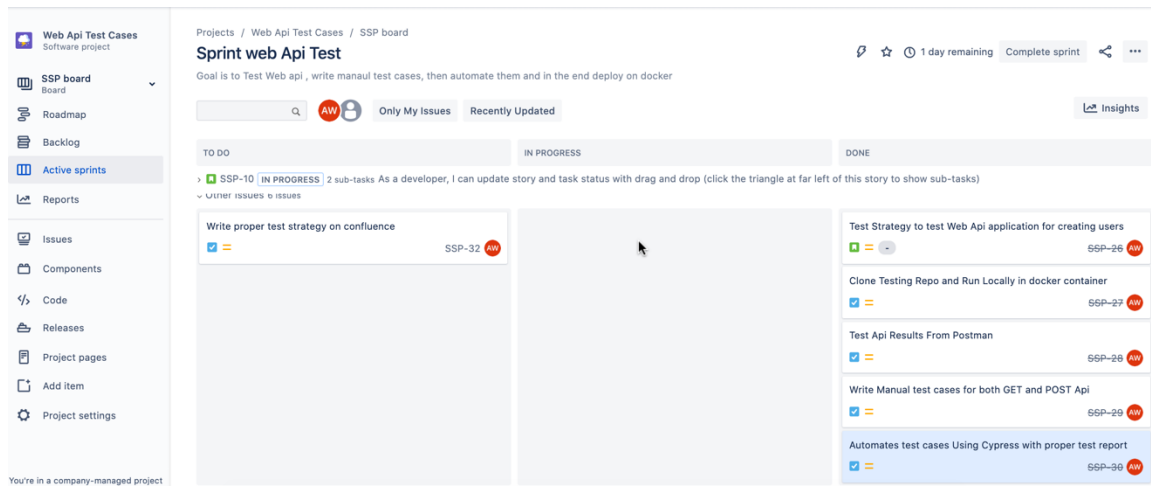 Web Api Test Cases
Software project
SSP board
Board
Roadmap
Backlog
Active sprints
Reports
Issues
Components
Code
Releases
Project pages
Add item
Project settings
You're in a company-managed project
Projects / Web Api Test Cases / SSP board
Sprint web Api Test
1 day remaining Complete sprint
Goal is to Test Web api , write manaul test cases, then automate them and in the end deploy on docker
AW Only My Issues Recently Updated
Insights
TO DO IN PROGRESS DONE
SSP-10 IN PROGRESS 2 sub-tasks As a developer, I can update story and task status with drag and drop (click the triangle at far left of this story to show sub-tasks)
Other issues 6 issues
Write proper test strategy on confluence
SSP-32 AW
Test Strategy to test Web Api application for creating users
- SSP-26 AW
Clone Testing Repo and Run Locally in docker container
SSP-27 AW
Test Api Results From Postman
SSP-28 AW
Write Manual test cases for both GET and POST Api
SSP-29 AW
Automates test cases Using Cypress with proper test report
SSP-30 AW